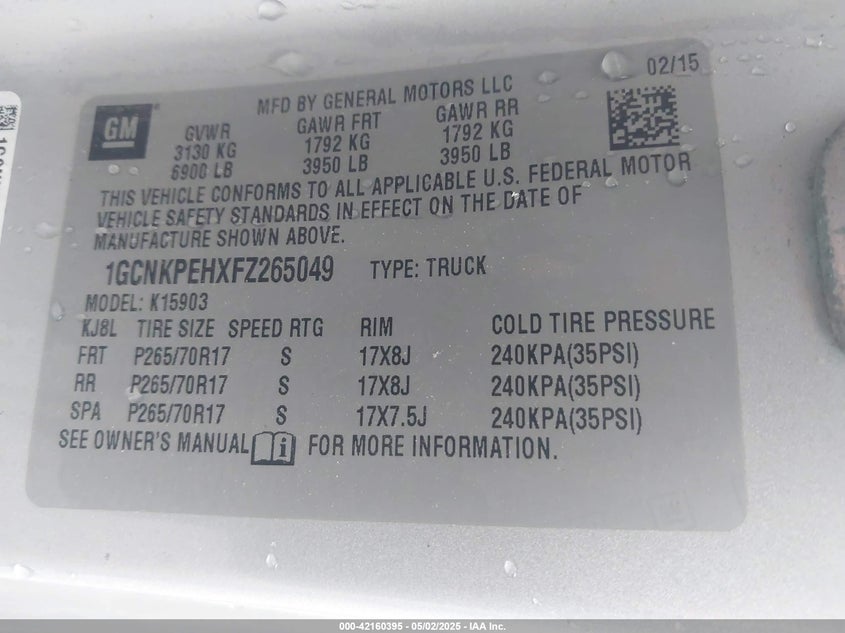 02/15
MFD BY GENERAL MOTORS LLC
GM
GVWR GAWR FRT GAWR RR
3130 KG 1792 KG 1792 KG
6900 LB 3950 LB 3950 LB
THIS VEHICLE CONFORMS TO ALL APPLICABLE U.S. FEDERAL MOTOR
VEHICLE SAFETY STANDARDS IN EFFECT ON THE DATE OF
MANUFACTURE SHOWN ABOVE.
1GCNKPEHXFZ265049 TYPE: TRUCK
MODEL: K15903
KJ8L TIRE SIZE SPEED RTG RIM COLD TIRE PRESSURE
FRT P265/70R17 S 17X8J 240KPA(35PSI)
RR P265/70R17 S 17X8J 240KPA(35PSI)
SPA P265/70R17 S 17X7.5J 240KPA(35PSI)
SEE OWNER'S MANUAL FOR MORE INFORMATION.
GM
000-42160395 - 05/02/2025 - IAA Inc.